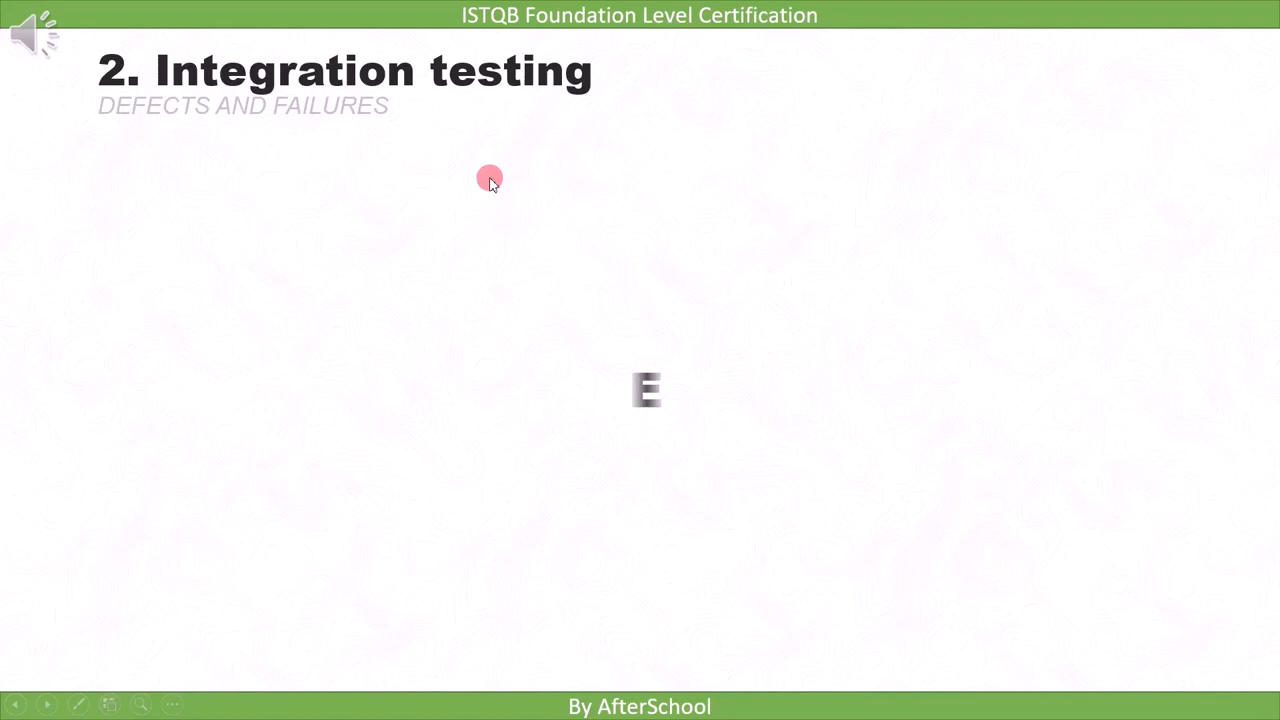 ISTQB Foundation Level Certification
2. Integration testing
DEFECTS AND FAILURES
E
By AfterSchool